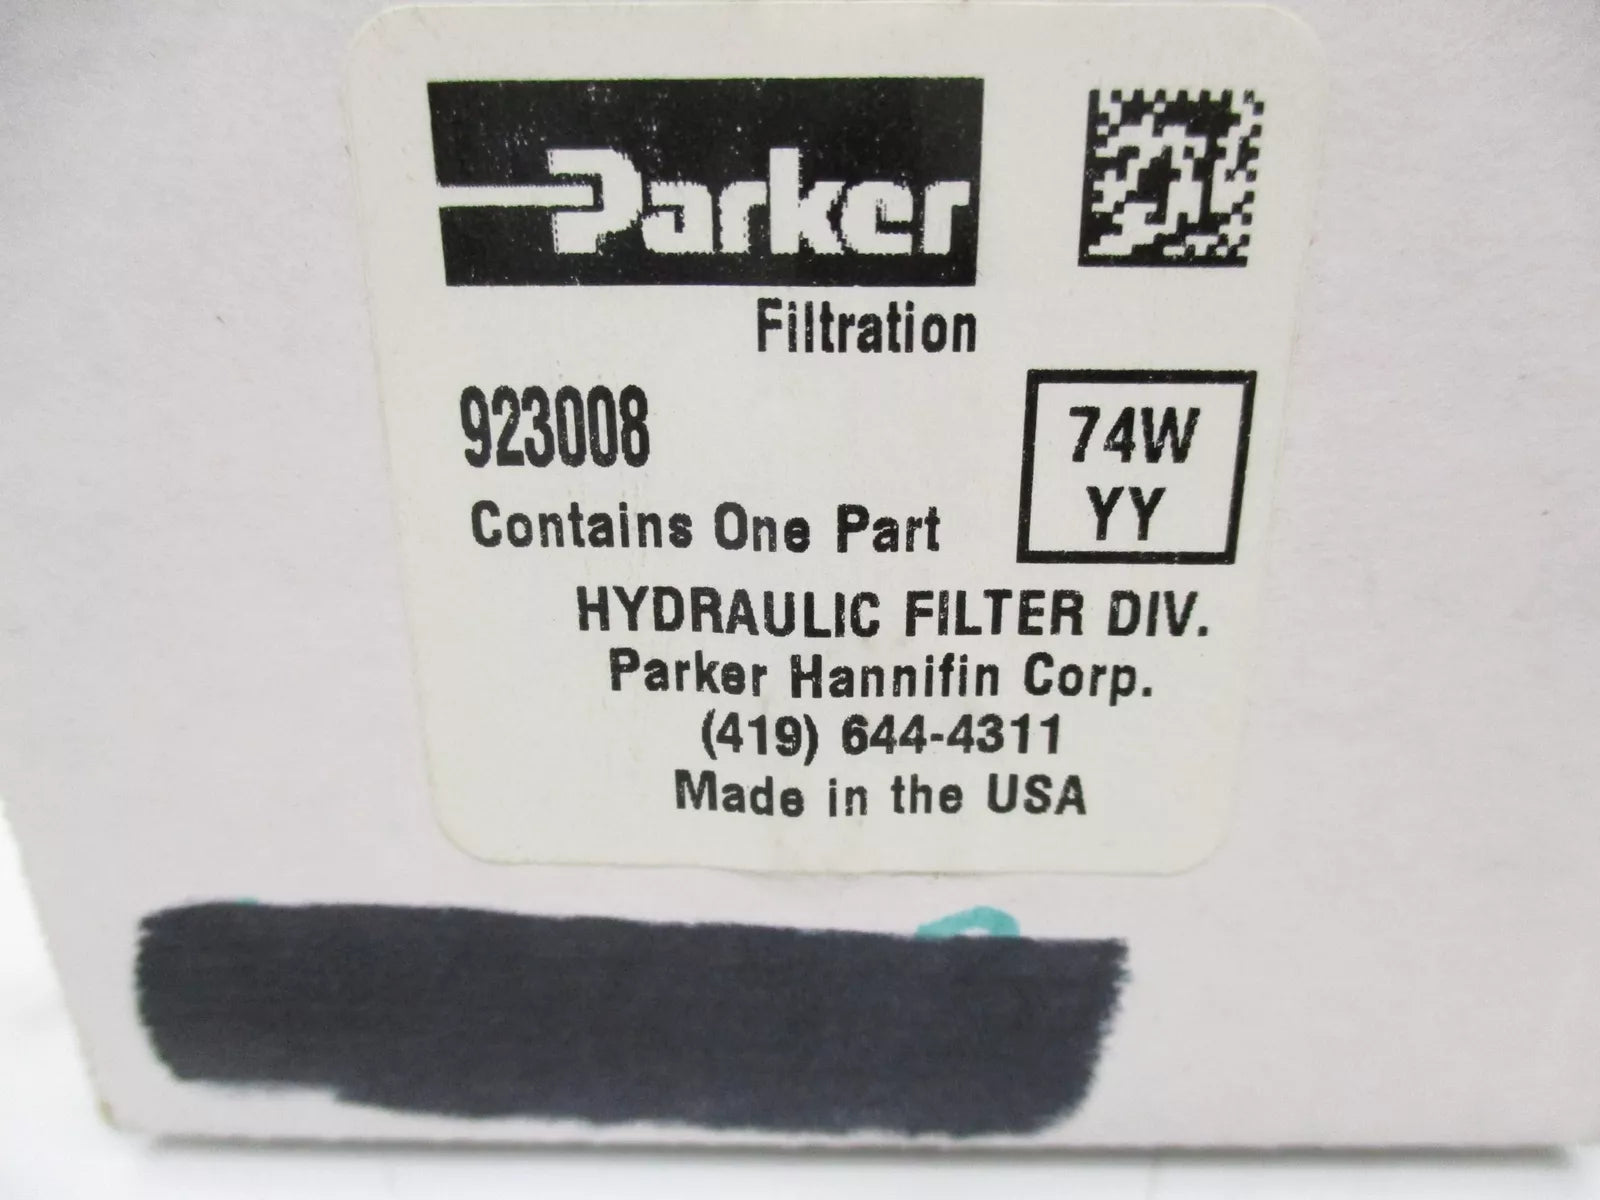 Parker
Filtration
923008
74W
YY
Contains One Part
HYDRAULIC FILTER DIV.
Parker Hannifin Corp.
(419) 644-4311
Made in the USA